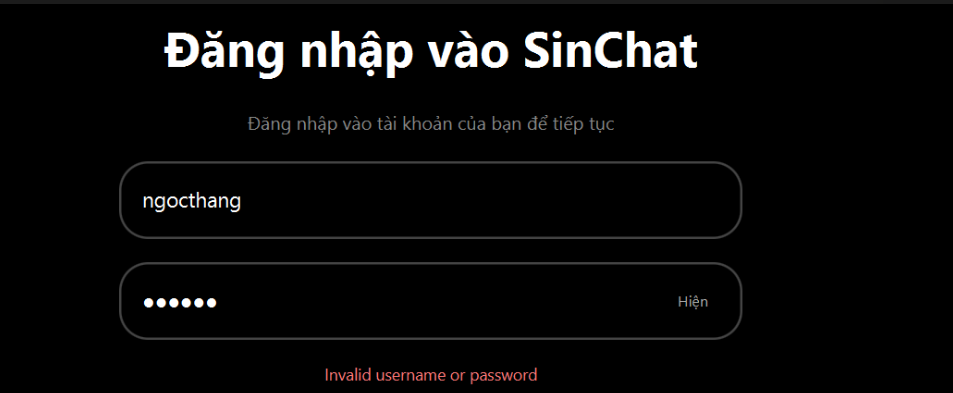 Đăng nhập vào SinChat
Đăng nhập vào tài khoản của bạn để tiếp tục
ngocthang
••••••
Hiện
Invalid username or password